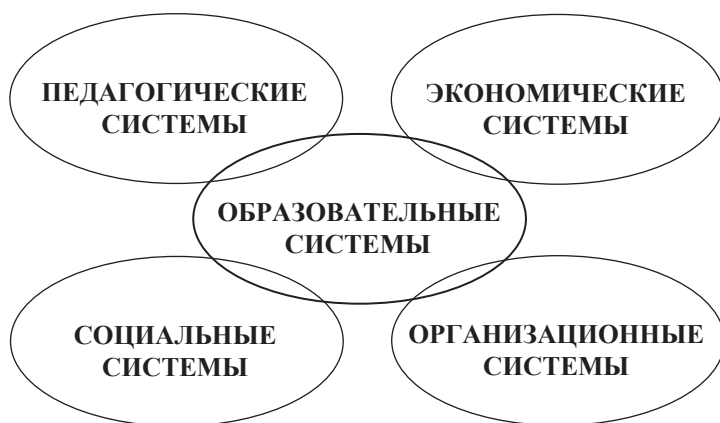 ПЕДАГОГИЧЕСКИЕ
СИСТЕМЫ
ЭКОНОМИЧЕСКИЕ
СИСТЕМЫ
ОБРАЗОВАТЕЛЬНЫЕ
СИСТЕМЫ
СОЦИАЛЬНЫЕ
СИСТЕМЫ
ОРГАНИЗАЦИОННЫЕ
СИСТЕМЫ